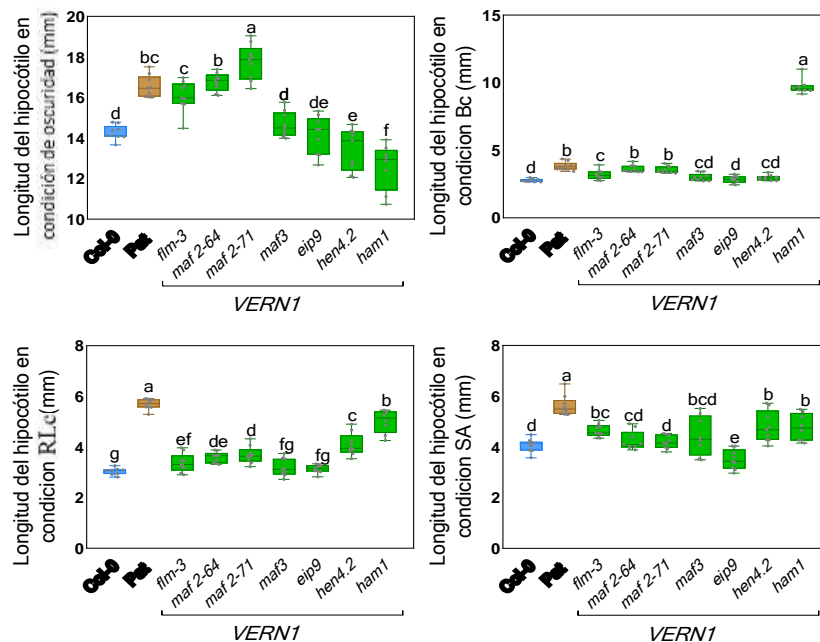 Longitud del hipocótilo en
condición de oscuridad (mm)
20
18
16
14
12
10
d
bc
c
b
a
d
de
e
f
Col-0
Pst
flm-3
maf 2-64
maf 2-71
maf3
eip9
hen4.2
ham1
VERN1
Longitud del hipocótilo en
condicion Bc (mm)
15
10
5
0
d
b
c
b
b
cd
d
cd
a
Col-0
flm-3
maf 2-64
maf 2-71
maf3
eip9
hen4.2
ham1
VERN1
Longitud del hipocótilo en
condicion RLc(mm)
8
6
4
2
0
g
a
ef
de
d
fg
fg
c
b
Col-0
flm-3
maf 2-64
maf 2-71
maf3
eip9
hen4.2
ham1
VERN1
Longitud del hipocótilo en
condicion SA (mm)
8
6
4
2
0
d
a
bc
cd
d
bcd
e
b
b
Col-0
flm-3
maf 2-64
maf 2-71
maf3
eip9
hen4.2
ham1
VERN1